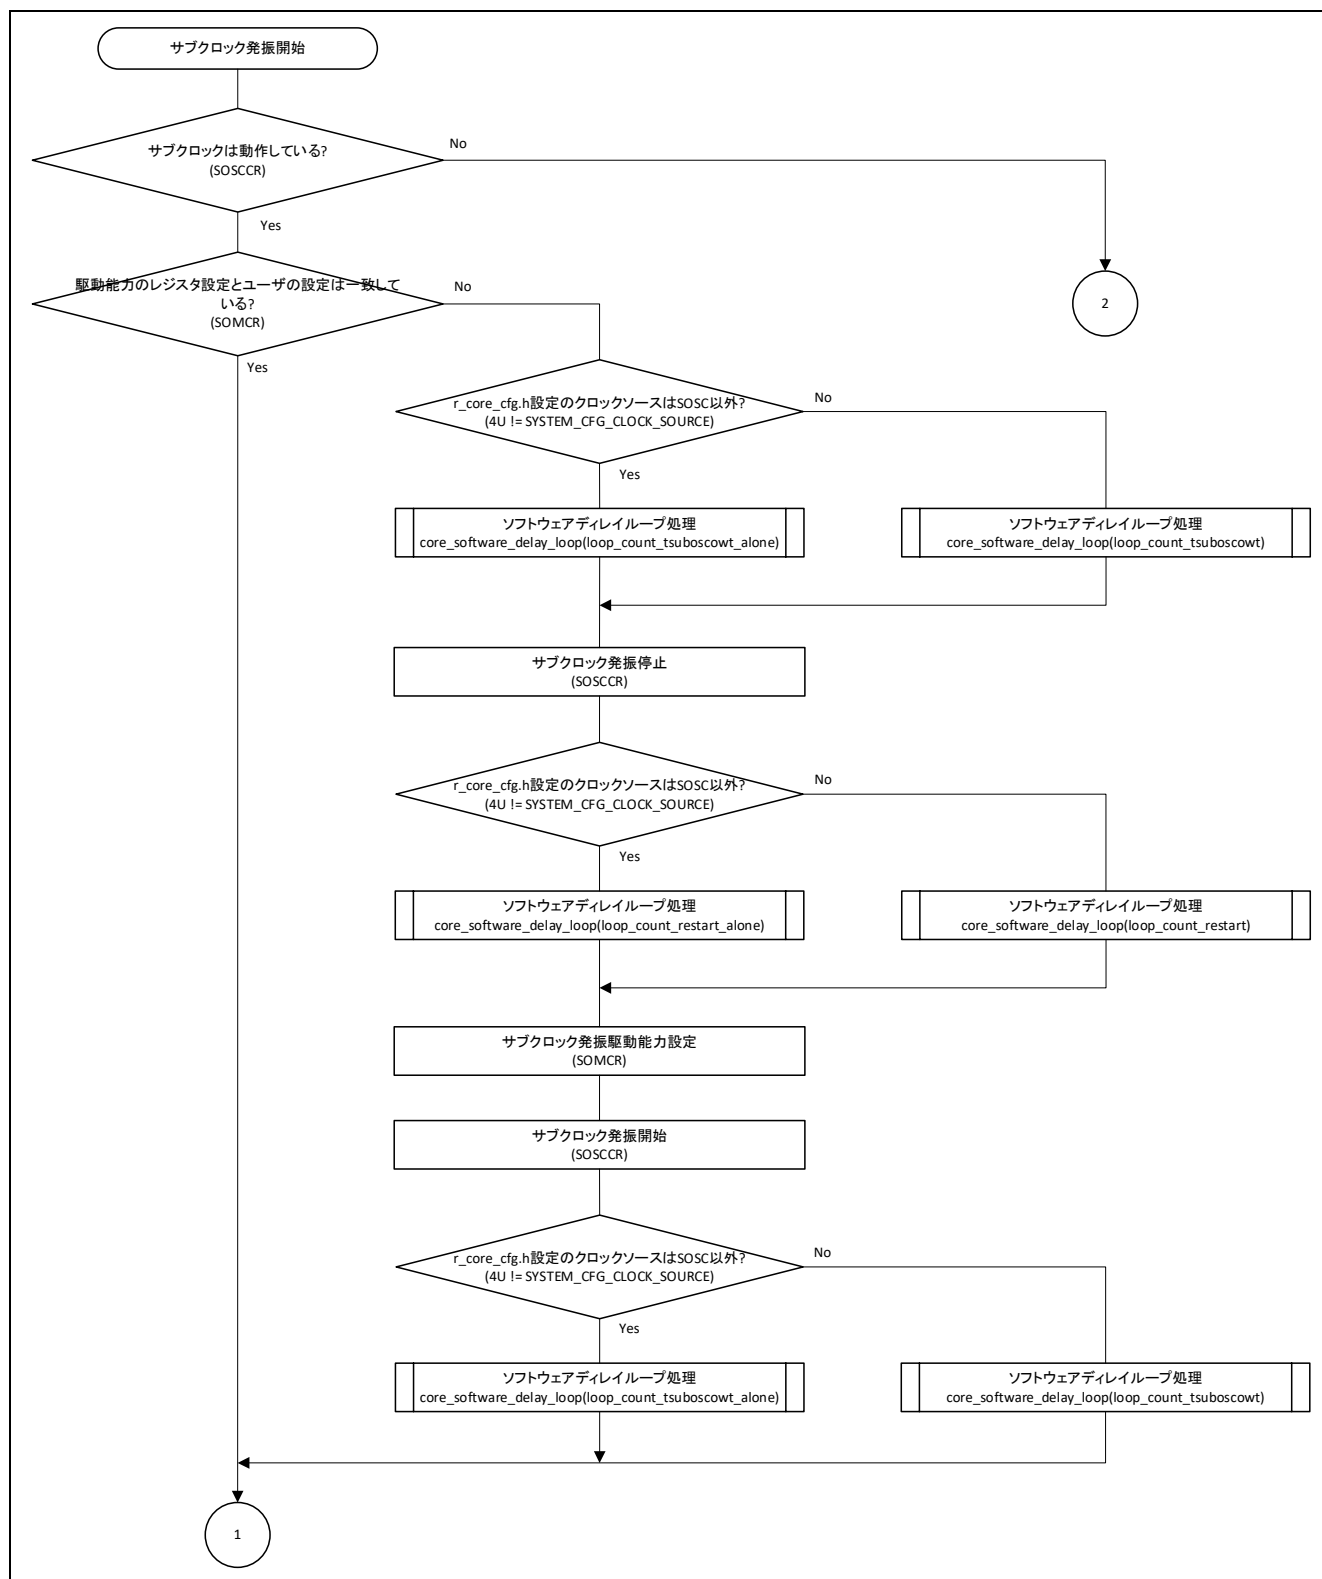 サブクロック発振開始
サブクロックは動作している?
(SOSCCR)
No
Yes
駆動能力のレジスタ設定とユーザの設定は一致して
いる?
(SOMCR)
No
2
Yes
r_core_cfg.h設定のクロックソースはSOSC以外?
(4U != SYSTEM_CFG_CLOCK_SOURCE)
No
Yes
ソフトウェアディレイループ処理
core_software_delay_loop(loop_count_tsuboscowt_alone)
ソフトウェアディレイループ処理
core_software_delay_loop(loop_count_tsuboscowt)
サブクロック発振停止
(SOSCCR)
r_core_cfg.h設定のクロックソースはSOSC以外?
(4U != SYSTEM_CFG_CLOCK_SOURCE)
No
Yes
ソフトウェアディレイループ処理
core_software_delay_loop(loop_count_restart_alone)
ソフトウェアディレイループ処理
core_software_delay_loop(loop_count_restart)
サブクロック発振駆動能力設定
(SOMCR)
サブクロック発振開始
(SOSCCR)
r_core_cfg.h設定のクロックソースはSOSC以外?
(4U != SYSTEM_CFG_CLOCK_SOURCE)
No
Yes
ソフトウェアディレイループ処理
core_software_delay_loop(loop_count_tsuboscowt_alone)
ソフトウェアディレイループ処理
core_software_delay_loop(loop_count_tsuboscowt)
1